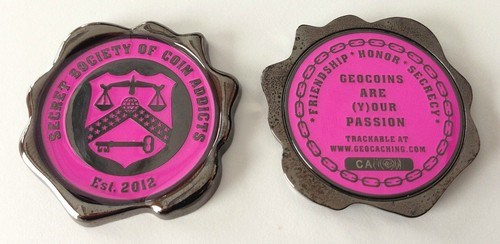 SECRET SOCIETY OF COIN ADDICTS
Est. 2012
*FRIENDSHIP * HONOR * SECRECY*
GEOCOINS
ARE
(Y)OUR
PASSION
TRACKABLE AT
WWW.GEOCACHING.COM